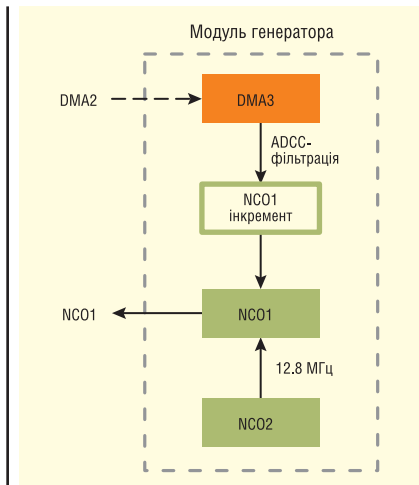 Модуль генератора
DMA2
DMA3
ADCC-
фільтрація
NCO1
інкремент
NCO1
NCO1
12.8 МГц
NCO2